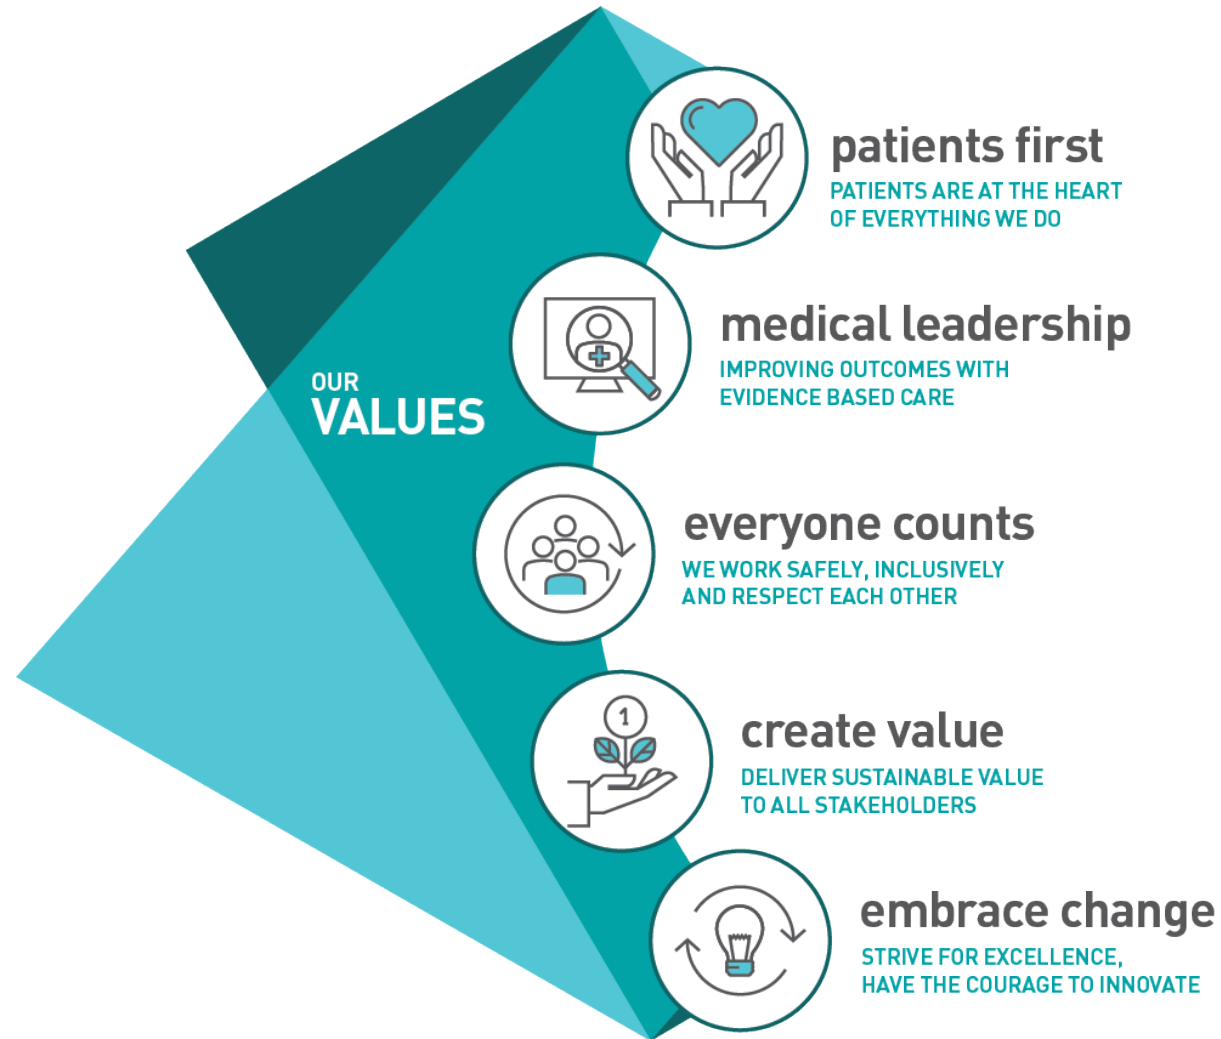 OUR
VALUES
patients first
PATIENTS ARE AT THE HEART
OF EVERYTHING WE DO
medical leadership
IMPROVING OUTCOMES WITH
EVIDENCE BASED CARE
everyone counts
WE WORK SAFELY, INCLUSIVELY
AND RESPECT EACH OTHER
1
create value
DELIVER SUSTAINABLE VALUE
TO ALL STAKEHOLDERS
embrace change
STRIVE FOR EXCELLENCE,
HAVE THE COURAGE TO INNOVATE